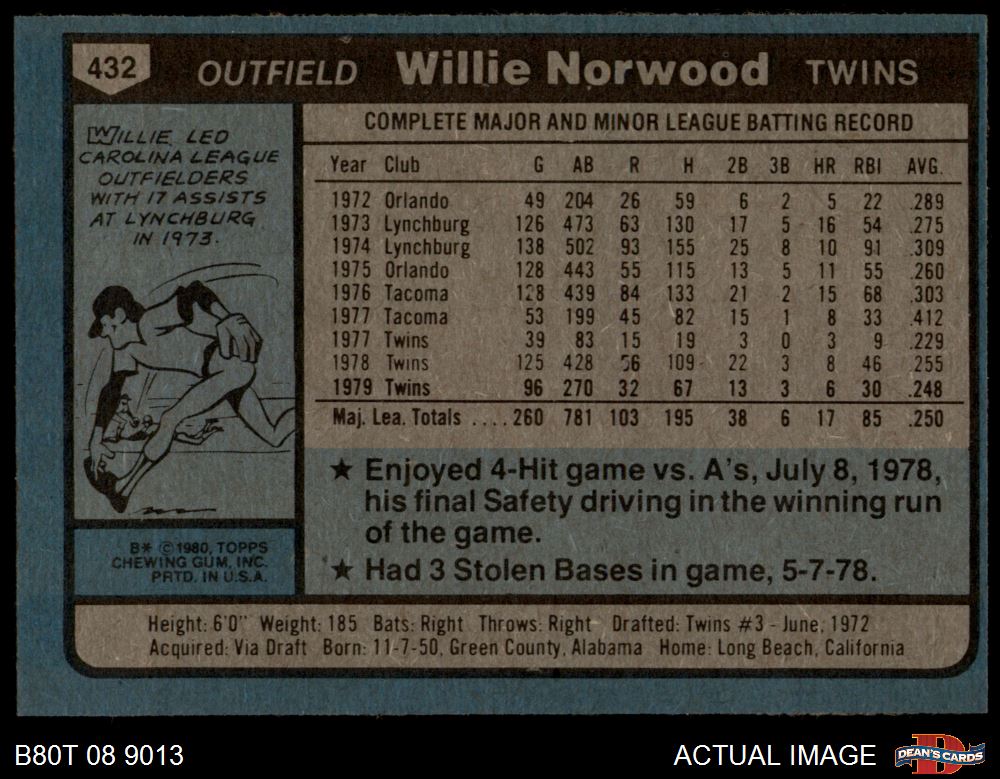 432 OUTFIELD Willie Norwood TWINS
WILLIE LED
CAROLINA LEAGUE
OUTFIELDERS
WITH 17 ASSISTS
AT LYNCHBURG
IN 1973.
B* © 1980, TOPPS
CHEWING GUM, INC.
PRTD. IN U.S.A.
COMPLETE MAJOR AND MINOR LEAGUE BATTING RECORD
Year Club G AB R H 2B 3B HR RBI AVG.
1972 Orlando 49 204 26 59 6 2 5 22 .289
1973 Lynchburg 126 473 63 130 17 5 16 54 .275
1974 Lynchburg 138 502 93 155 25 8 10 91 .309
1975 Orlando 128 443 55 115 13 5 11 55 .260
1976 Tacoma 128 439 84 133 21 2 15 68 .303
1977 Tacoma 53 199 45 82 15 1 8 33 .412
1977 Twins 39 83 15 19 3 0 3 9 .229
1978 Twins 125 428 56 109 22 3 8 46 .255
1979 Twins 96 270 32 67 13 3 6 30 .248
Maj. Lea. Totals .... 260 781 103 195 38 6 17 85 .250
★ Enjoyed 4-Hit game vs. A's, July 8, 1978,
his final Safety driving in the winning run
of the game.
★ Had 3 Stolen Bases in game, 5-7-78.
Height: 6'0" Weight: 185 Bats: Right Throws: Right Drafted: Twins #3 - June, 1972
Acquired: Via Draft Born: 11-7-50, Green County, Alabama Home: Long Beach, California
B80T 08 9013
ACTUAL IMAGE
DEAN'S CARDS